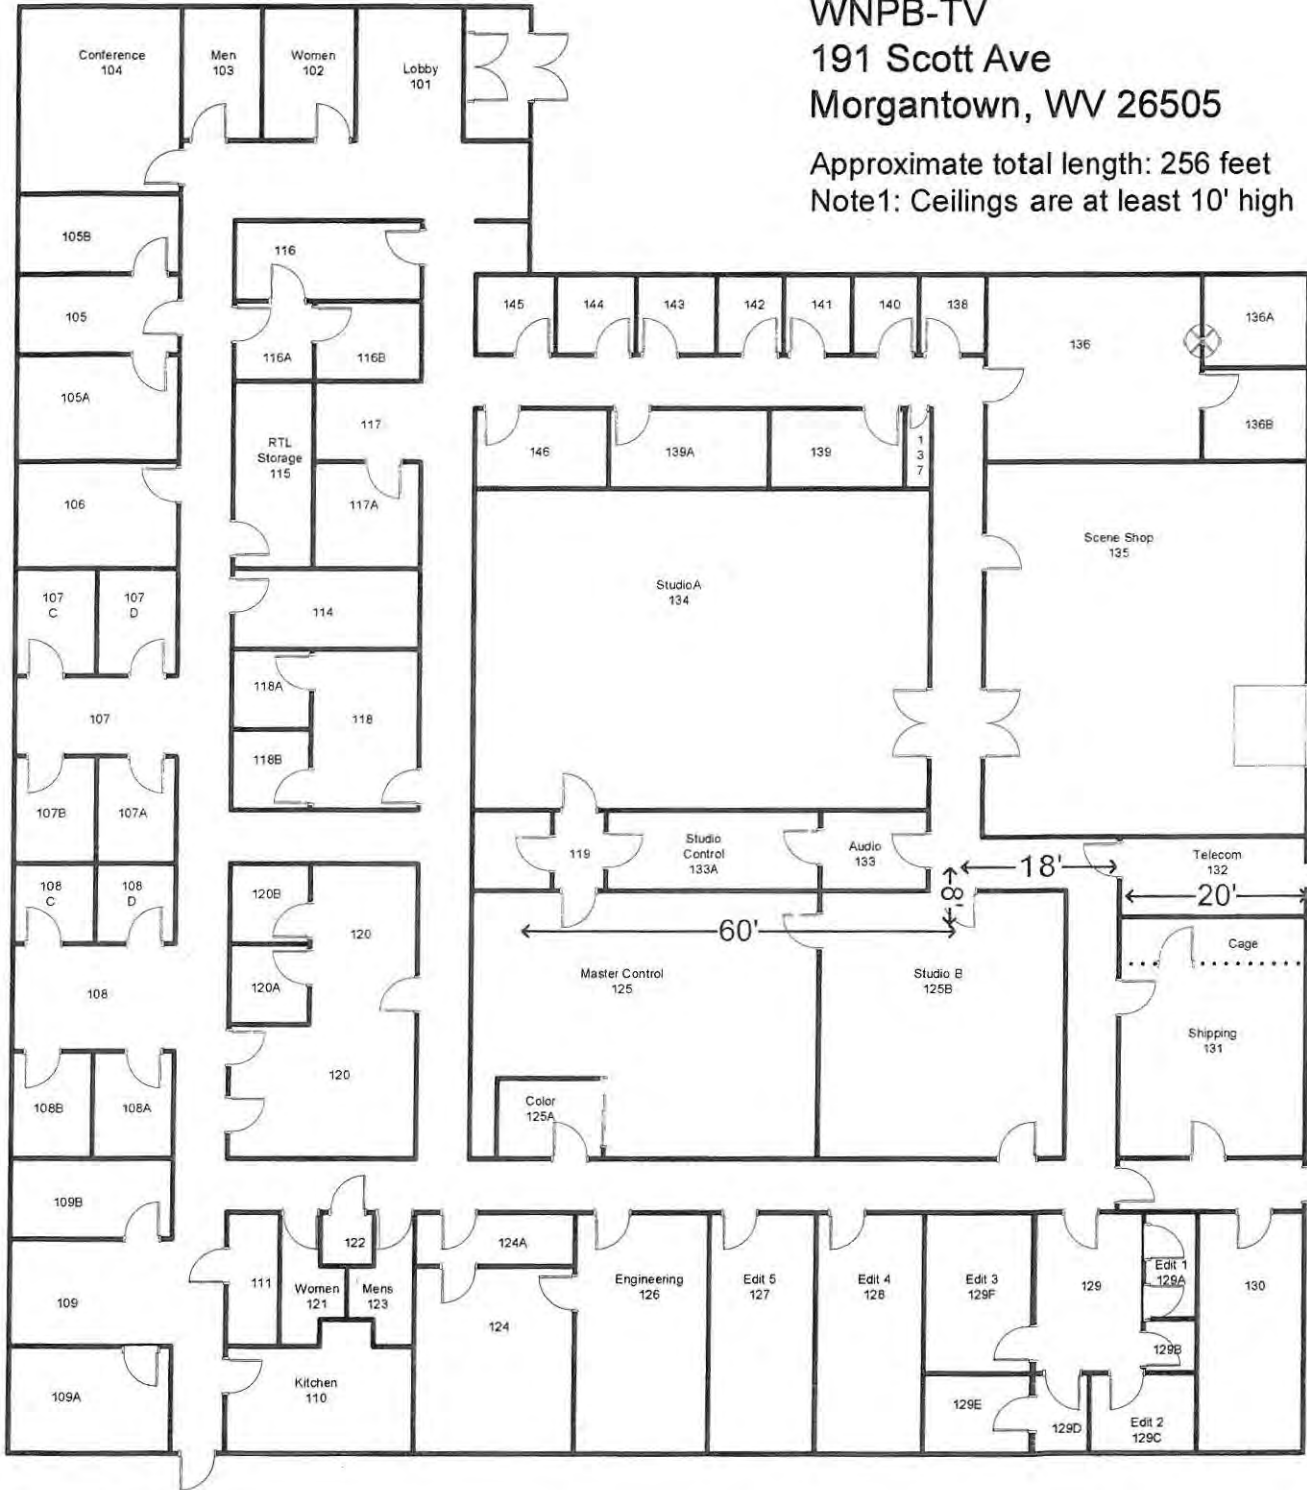 WNPB-TV
191 Scott Ave
Morgantown, WV 26505
Approximate total length: 256 feet
Note1: Ceilings are at least 10' high
Conference
104
Men
103
Women
102
Lobby
101
105B
116
105
116A
116B
145
144
143
142
141
140
138
136
136A
136B
105A
RTL
Storage
115
117
146
139A
139
1
3
7
106
117A
Scene Shop
135
107
C
107
D
114
StudioA
134
118A
107
118
118B
107B
107A
119
Studio
Control
133A
Audio
133
18'
Telecom
132
20'
8'
108
C
108
D
120B
120
60'
Cage
108
120A
Master Control
125
Studio B
125B
Shipping
131
120
108B
108A
Color
125A
109B
122
124A
111
Women
121
Mens
123
Engineering
126
Edit 5
127
Edit 4
128
Edit 3
129F
129
Edit 1
129A
130
109
124
129B
Kitchen
110
109A
129E
129D
Edit 2
129C